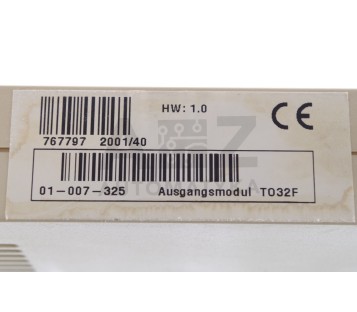 HW: 1.0
CE
767797 2001/40
01-007-325 Ausgangsmodul TO32F